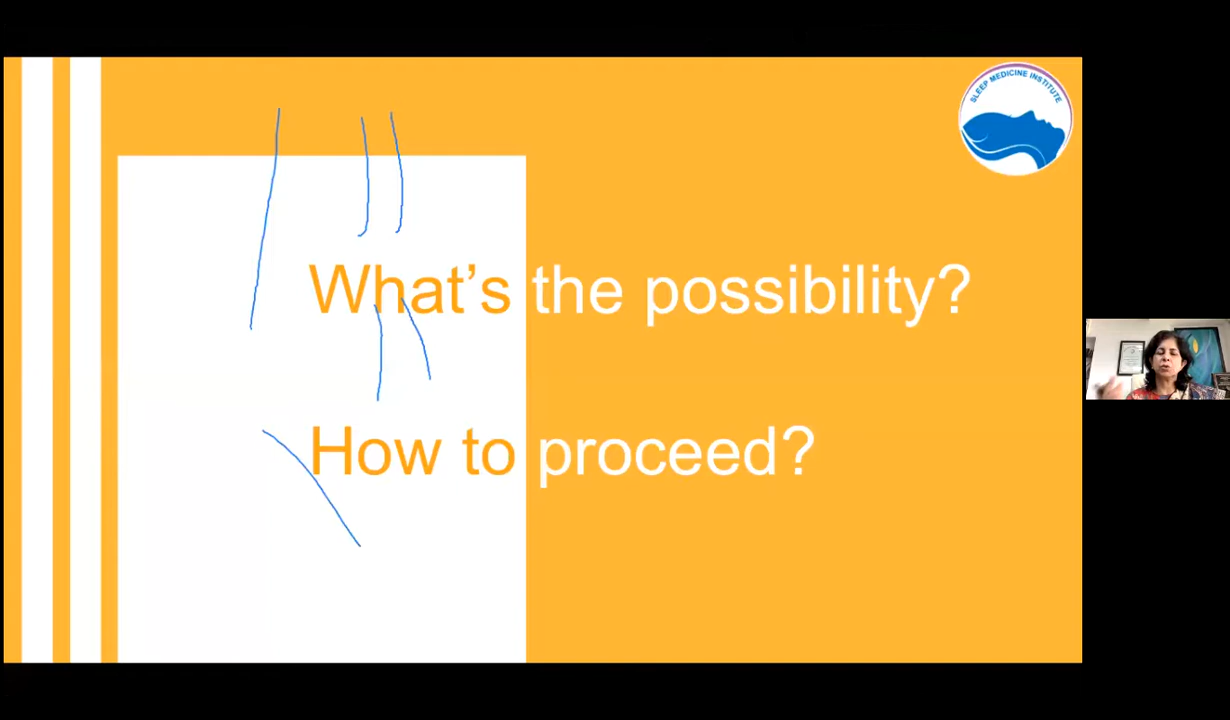 SLEEP MEDICINE INSTITUTE
What's the possibility?
How to proceed?